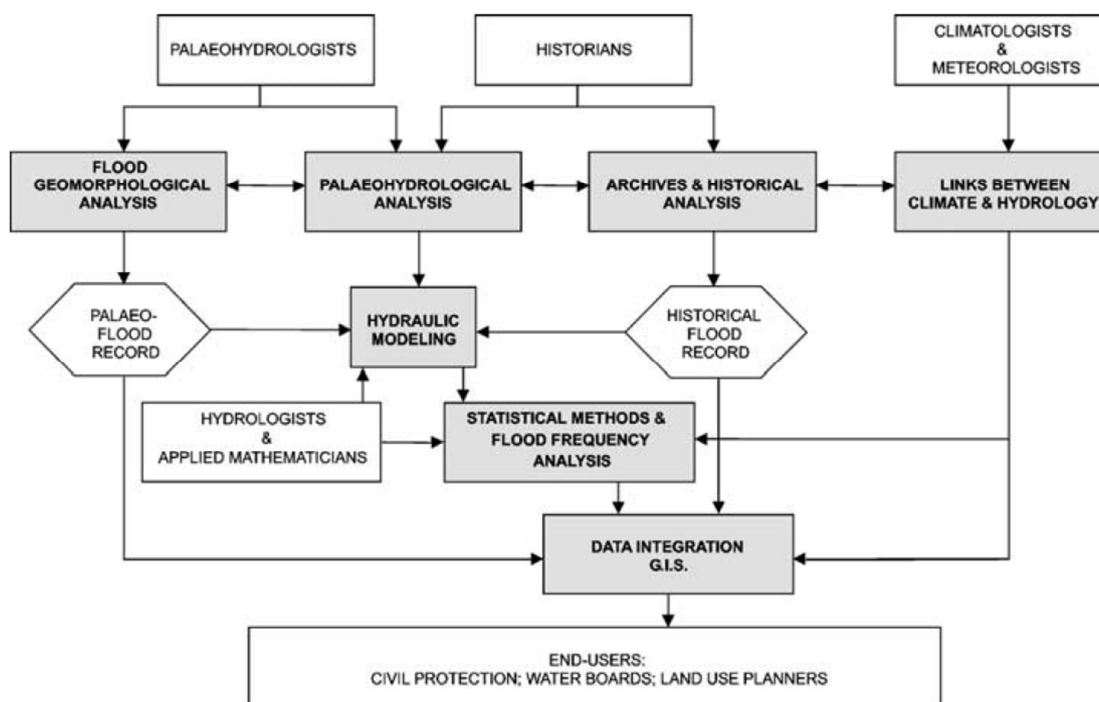 PALAEOHYDROLOGISTS
HISTORIANS
CLIMATOLOGISTS
&
METEOROLOGISTS
FLOOD
GEOMORPHOLOGICAL
ANALYSIS
PALAEOHYDROLOGICAL
ANALYSIS
ARCHIVES & HISTORICAL
ANALYSIS
LINKS BETWEEN
CLIMATE & HYDROLOGY
PALAEO-
FLOOD
RECORD
HYDRAULIC
MODELING
HISTORICAL
FLOOD
RECORD
HYDROLOGISTS
&
APPLIED MATHEMATICIANS
STATISTICAL METHODS &
FLOOD FREQUENCY
ANALYSIS
DATA INTEGRATION
G.I.S.
END-USERS:
CIVIL PROTECTION; WATER BOARDS; LAND USE PLANNERS